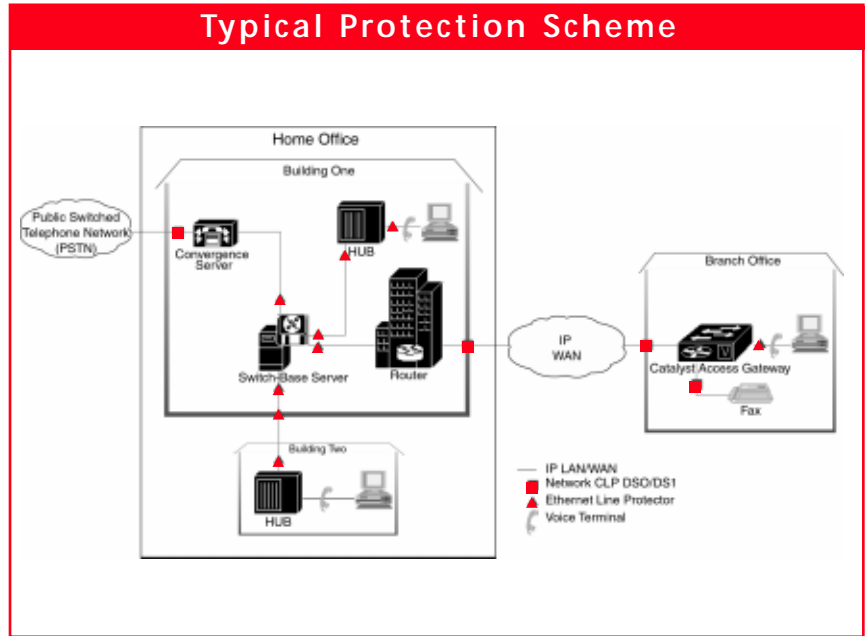 Typical Protection Scheme
Home Office
Building One
Public Switched
Telephone Network
(PSTN)
Convergence
Server
HUB
Switch-Base Server
Router
IP
WAN
Branch Office
Catalyst Access Gateway
V
Fax
Building Two
HUB
IP LAN/WAN
Network CLP DSO/DS1
Ethernet Line Protector
Voice Terminal